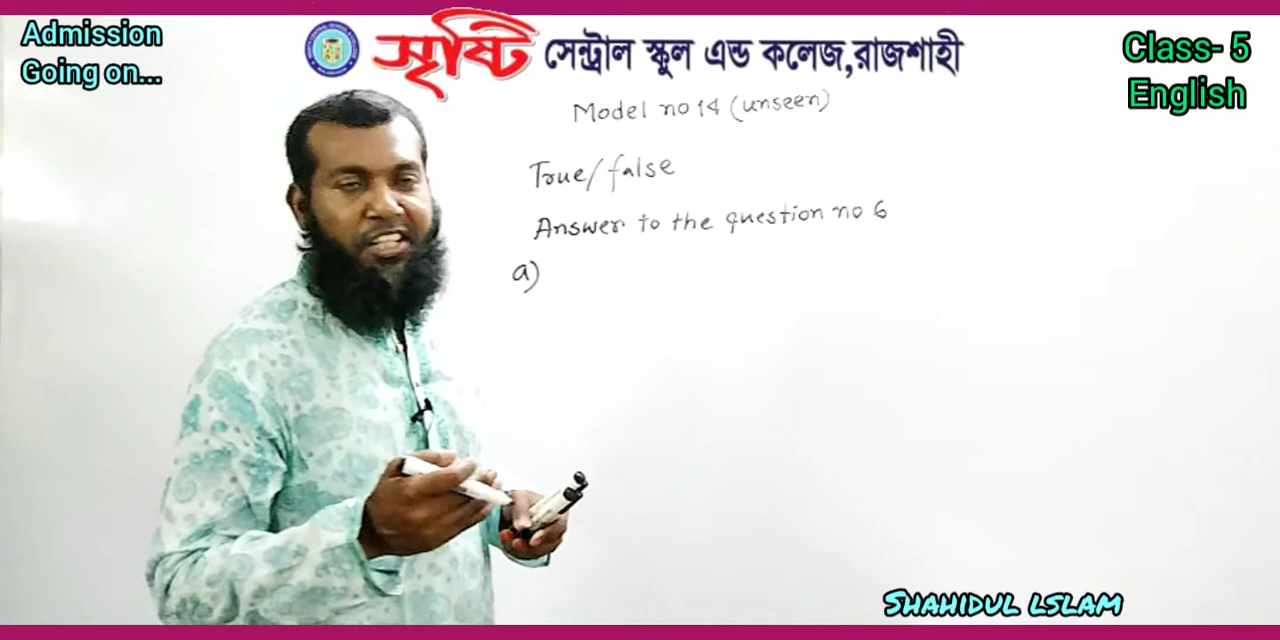 Admission
Going on...
সৃষ্টি সেন্ট্রাল স্কুল এন্ড কলেজ,রাজশাহী
Class- 5
English
Model no 14 (unseen)
True/false
Answer to the question no 6
a)
SHAHIDUL LSLAM